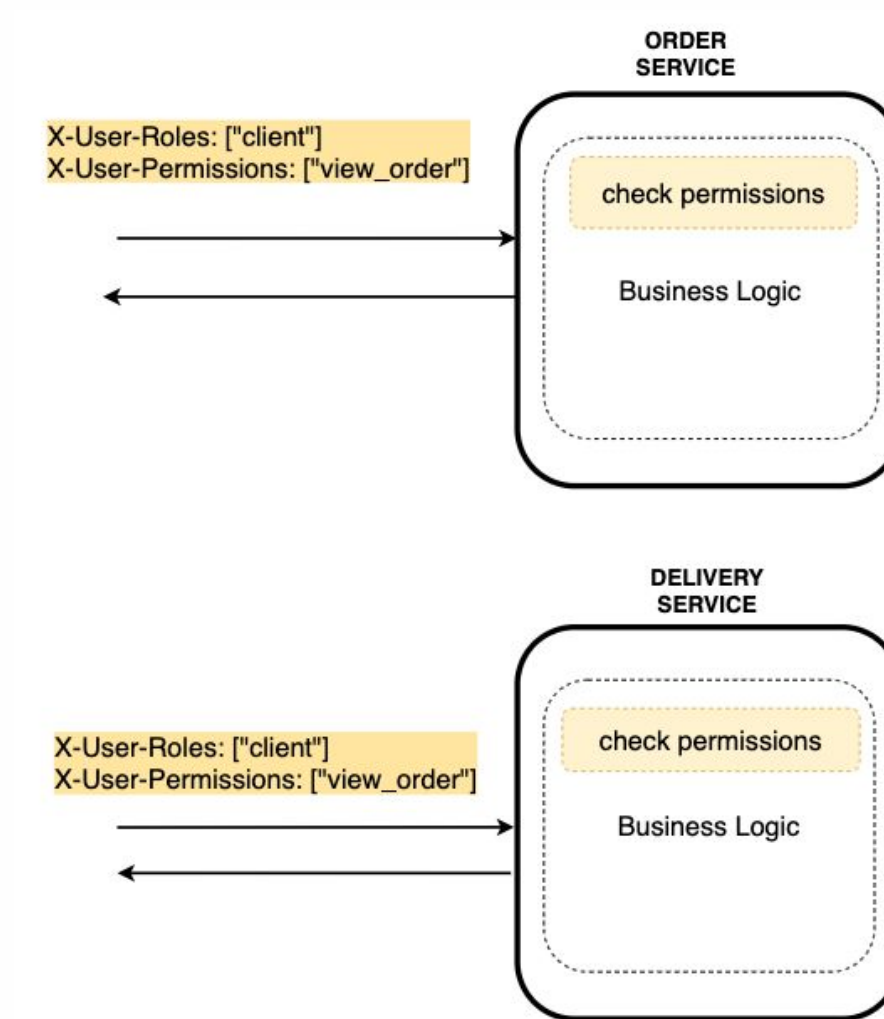 ORDER
SERVICE
X-User-Roles: ["client"]
X-User-Permissions: ["view_order"]
check permissions
Business Logic
DELIVERY
SERVICE
X-User-Roles: ["client"]
X-User-Permissions: ["view_order"]
check permissions
Business Logic